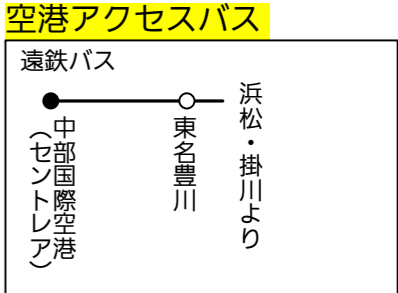 空港アクセスバス
遠鉄バス
中部国際空港
（セントレア）
東名豊川
浜松・掛川より